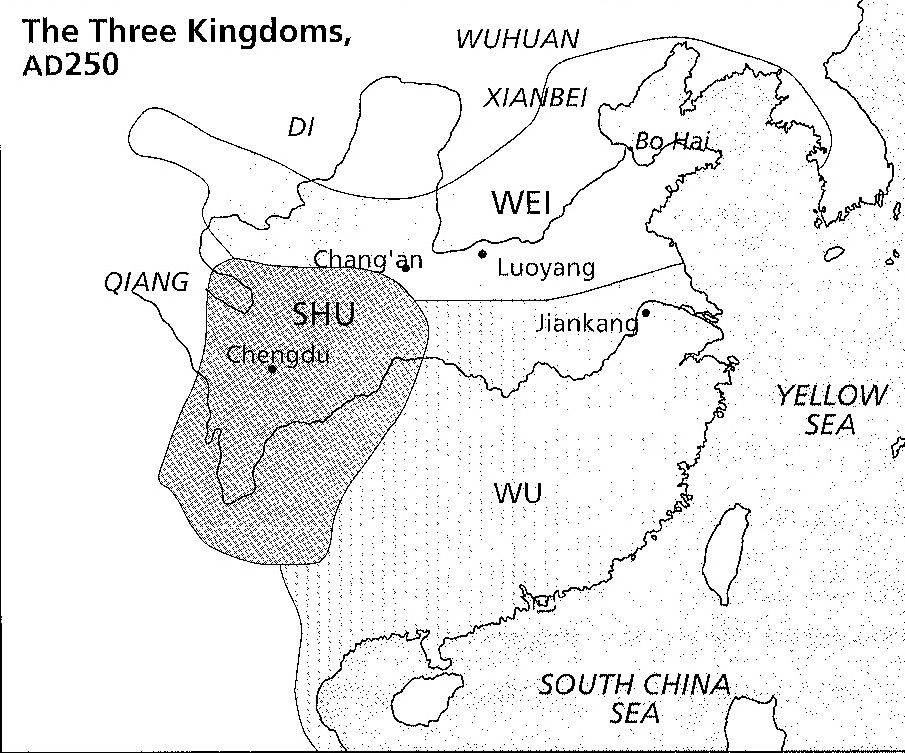 The Three Kingdoms,
AD250
WUHUAN
XIANBEI
DI
Bo Hai
WEI
Chang'an
Luoyang
QIANG
SHU
Jiankang
Chengdu
YELLOW
SEA
WU
SOUTH CHINA
SEA